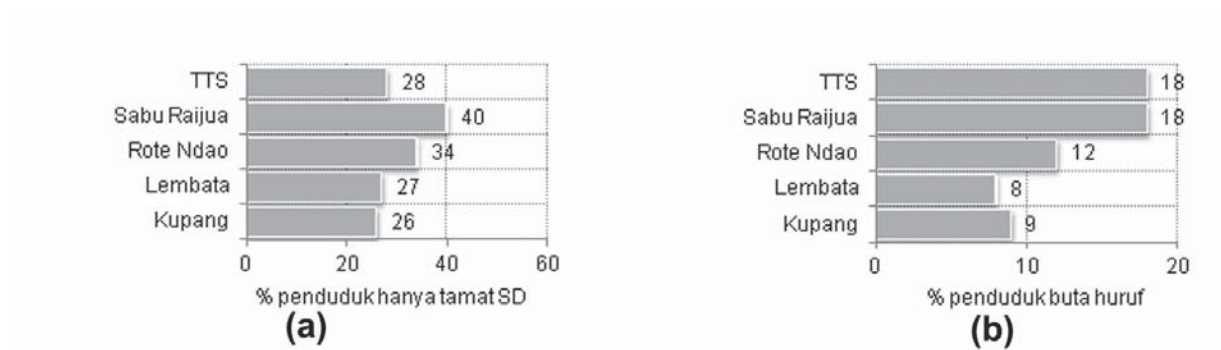 TTS 28
Sabu Raijua 40
Rote Ndao 34
Lembata 27
Kupang 26
0 20 40 60
% penduduk hanya tamat SD
(a)
TTS 18
Sabu Raijua 18
Rote Ndao 12
Lembata 8
Kupang 9
0 10 20
% penduduk buta huruf
(b)